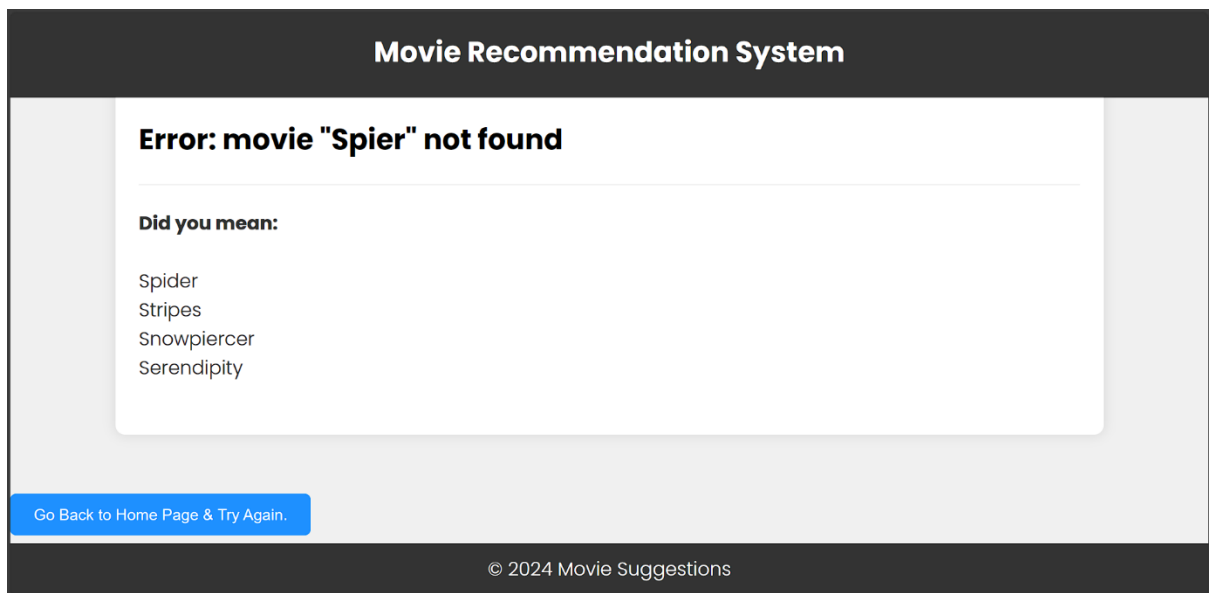 Movie Recommendation System
Error: movie "Spier" not found
Did you mean:
Spider
Stripes
Snowpiercer
Serendipity
Go Back to Home Page & Try Again.
© 2024 Movie Suggestions